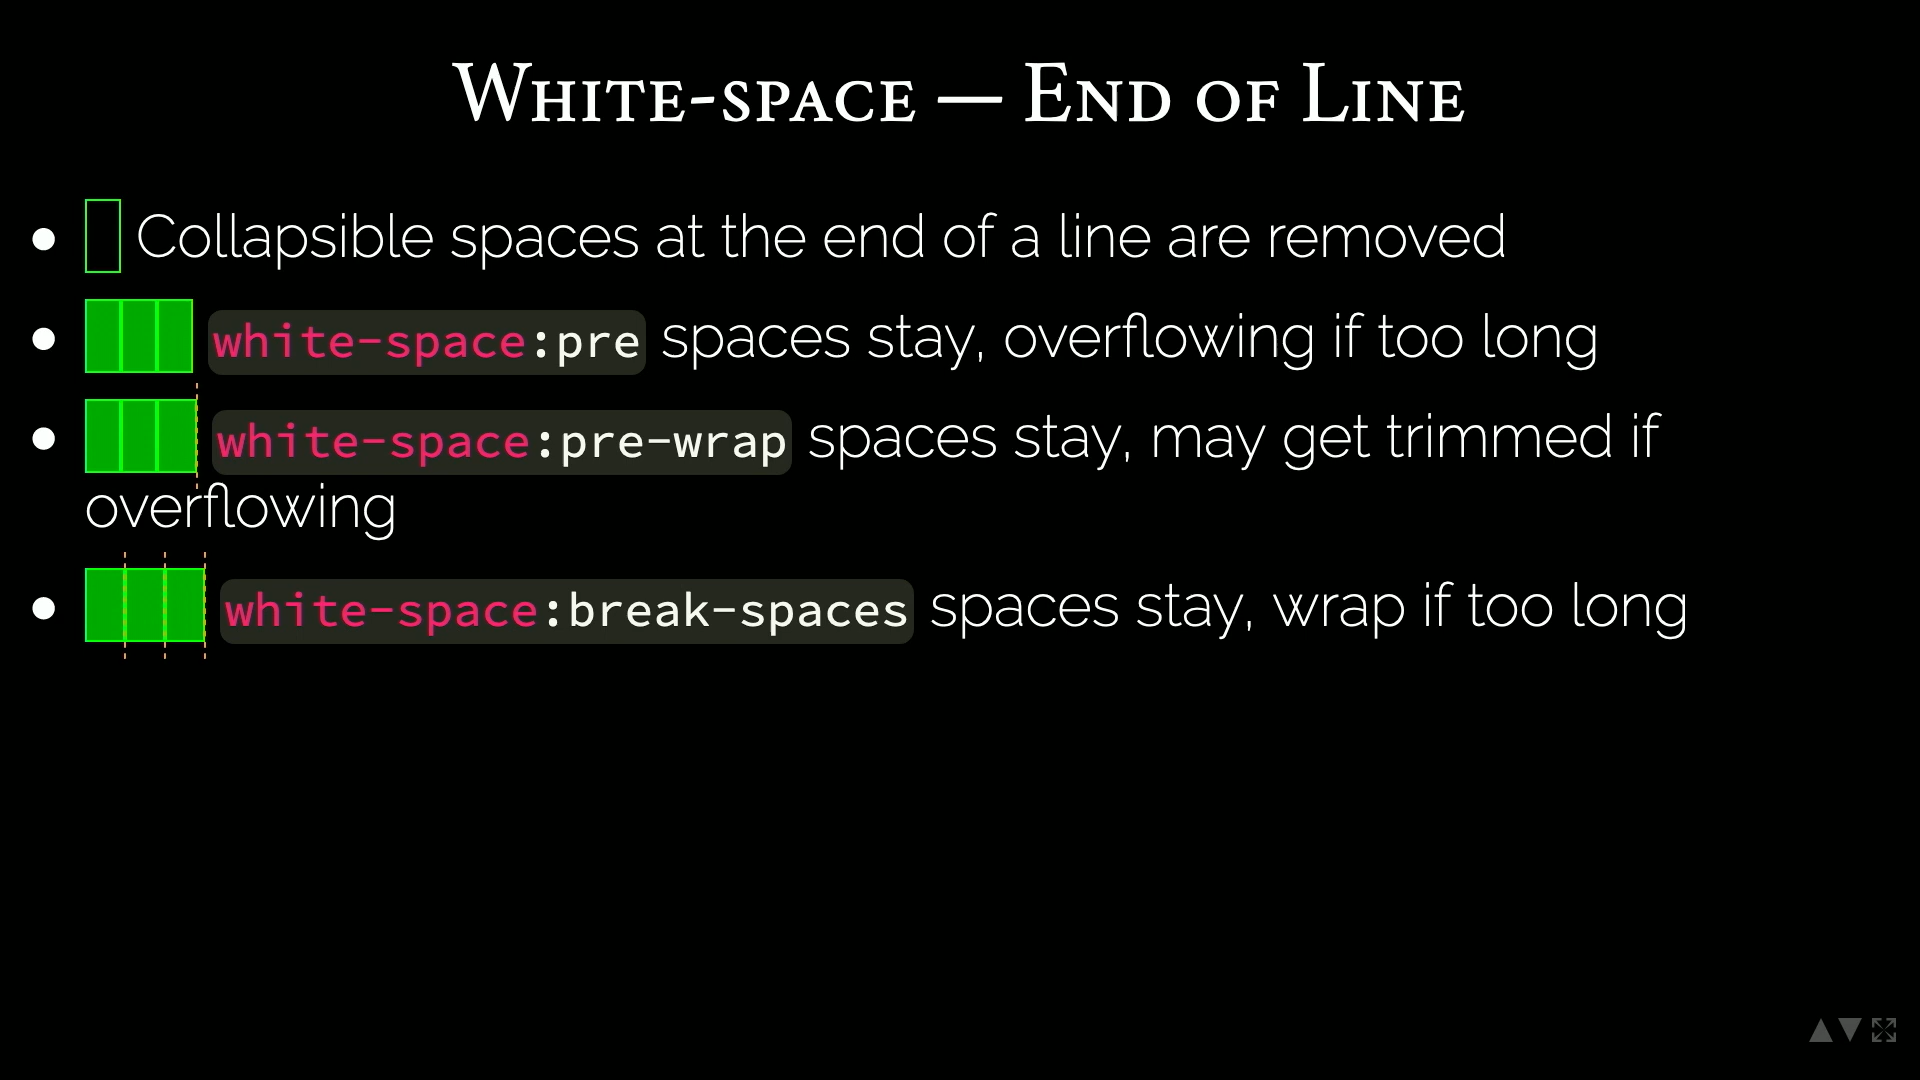 White-space — End of Line
Collapsible spaces at the end of a line are removed
white-space:pre spaces stay, overflowing if too long
white-space:pre-wrap spaces stay, may get trimmed if
overflowing
white-space:break-spaces spaces stay, wrap if too long